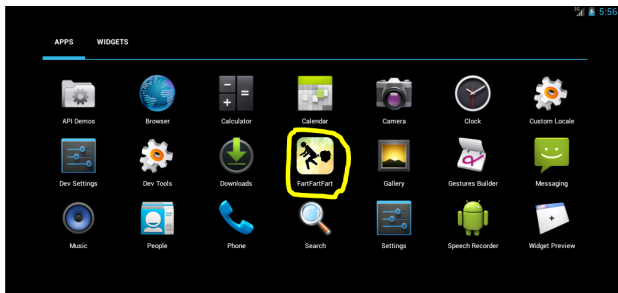 3G 5:56
APPS WIDGETS
API Demos Browser Calculator Calendar Camera Clock Custom Locale
Dev Settings Dev Tools Downloads FartFartFart Gallery Gestures Builder Messaging
Music People Phone Search Settings Speech Recorder Widget Preview